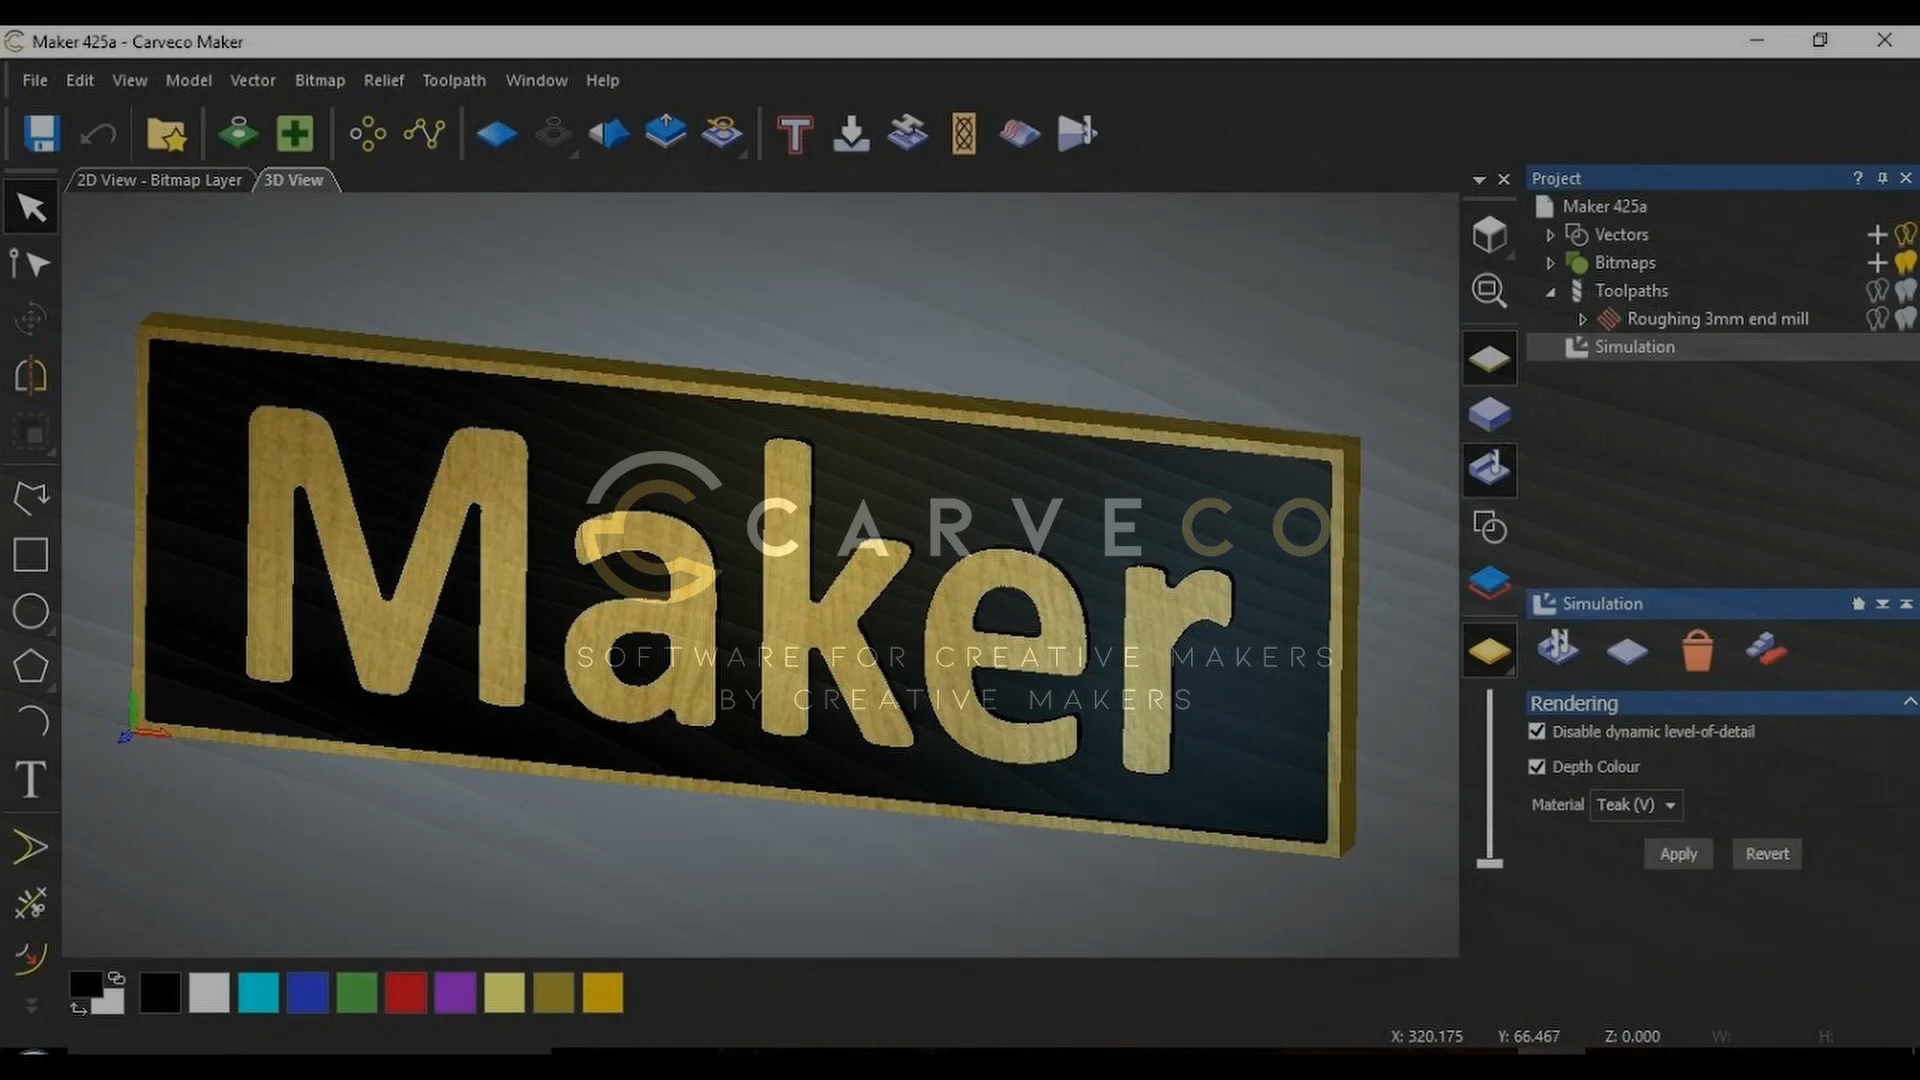 Maker 425a - Carveco Maker
File Edit View Model Vector Bitmap Relief Toolpath Window Help
2D View - Bitmap Layer 3D View
Project
Maker 425a
Vectors
Bitmaps
Toolpaths
Roughing 3mm end mill
Simulation
Maker
CARVECO
SOFTWARE FOR CREATIVE MAKERS
BY CREATIVE MAKERS
Simulation
Rendering
Disable dynamic level-of-detail
Depth Colour
Material Teak (V)
Apply Revert
X: 320.175 Y: 66.467 Z: 0.000 W: H: